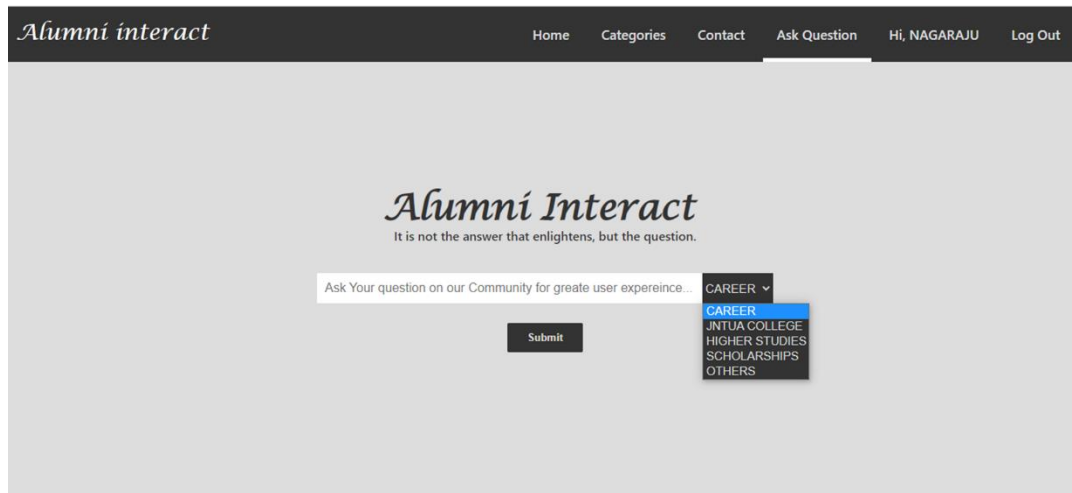 Alumni interact
Home Categories Contact Ask Question Hi, NAGARAJU Log Out
Alumni Interact
It is not the answer that enlightens, but the question.
Ask Your question on our Community for greate user expereince... CAREER
CAREER
JNTUA COLLEGE
HIGHER STUDIES
SCHOLARSHIPS
OTHERS
Submit